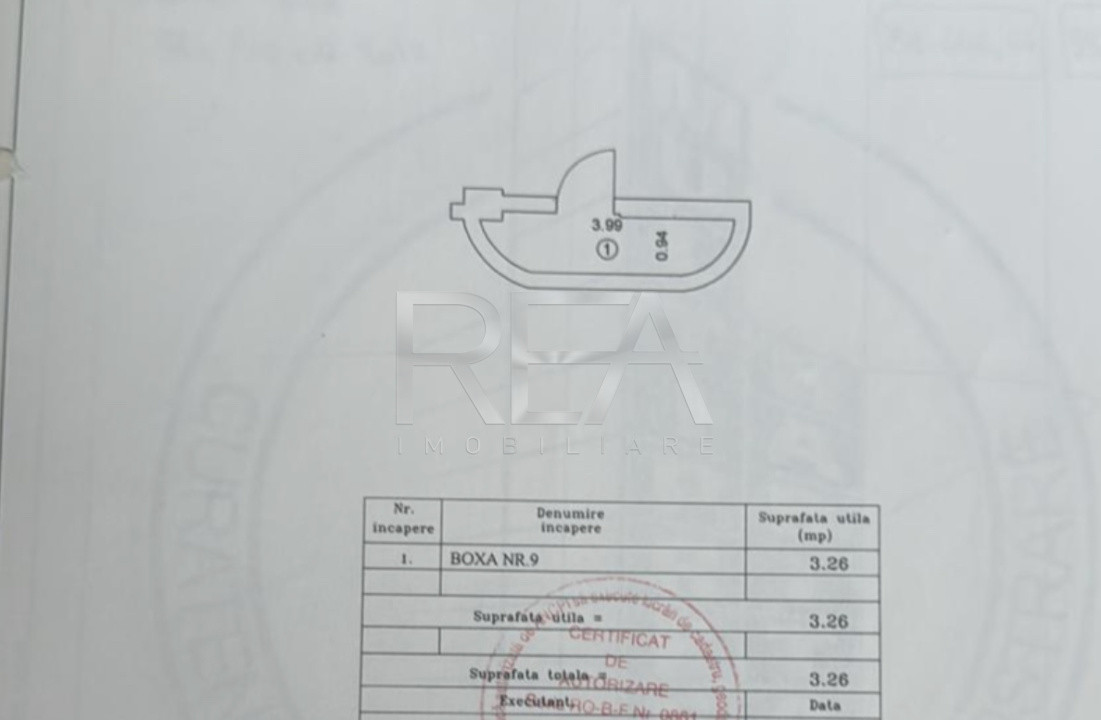 3.99
1
0.94
REA
IMOBILIARE
Nr. incapere
Denumire incapere
Suprafata utila (mp)
1. BOXA NR.9 3.26
Suprafata utila = 3.26
Suprafata totala = 3.26
Executant, Data
CERTIFICAT
DE
AUTORIZARE